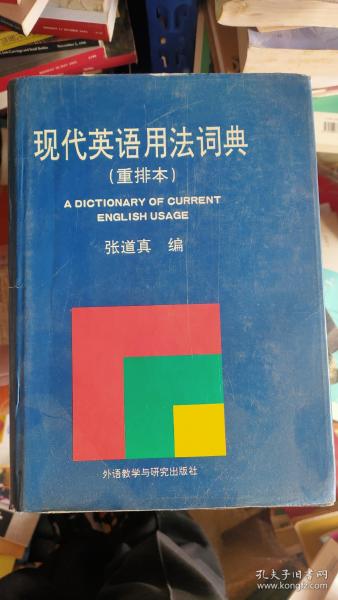 现代英语用法词典
(重排本)
A DICTIONARY OF CURRENT
ENGLISH USAGE
张道真 编
外语教学与研究出版社
孔夫子旧书网
www.kongfz.com